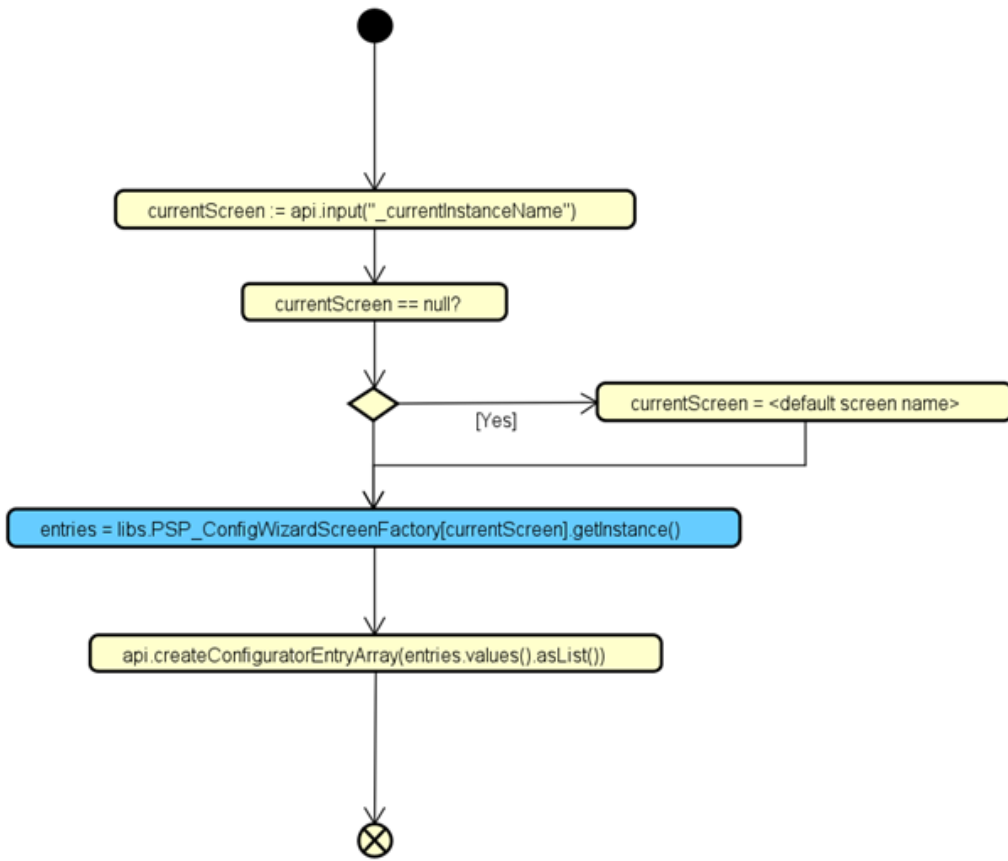 currentScreen := api.input("_currentInstanceName")
currentScreen == null?
[Yes]
currentScreen = <default screen name>
entries = libs.PSP_ConfigWizardScreenFactory[currentScreen].getInstance()
api.createConfiguratorEntryArray(entries.values().asList())